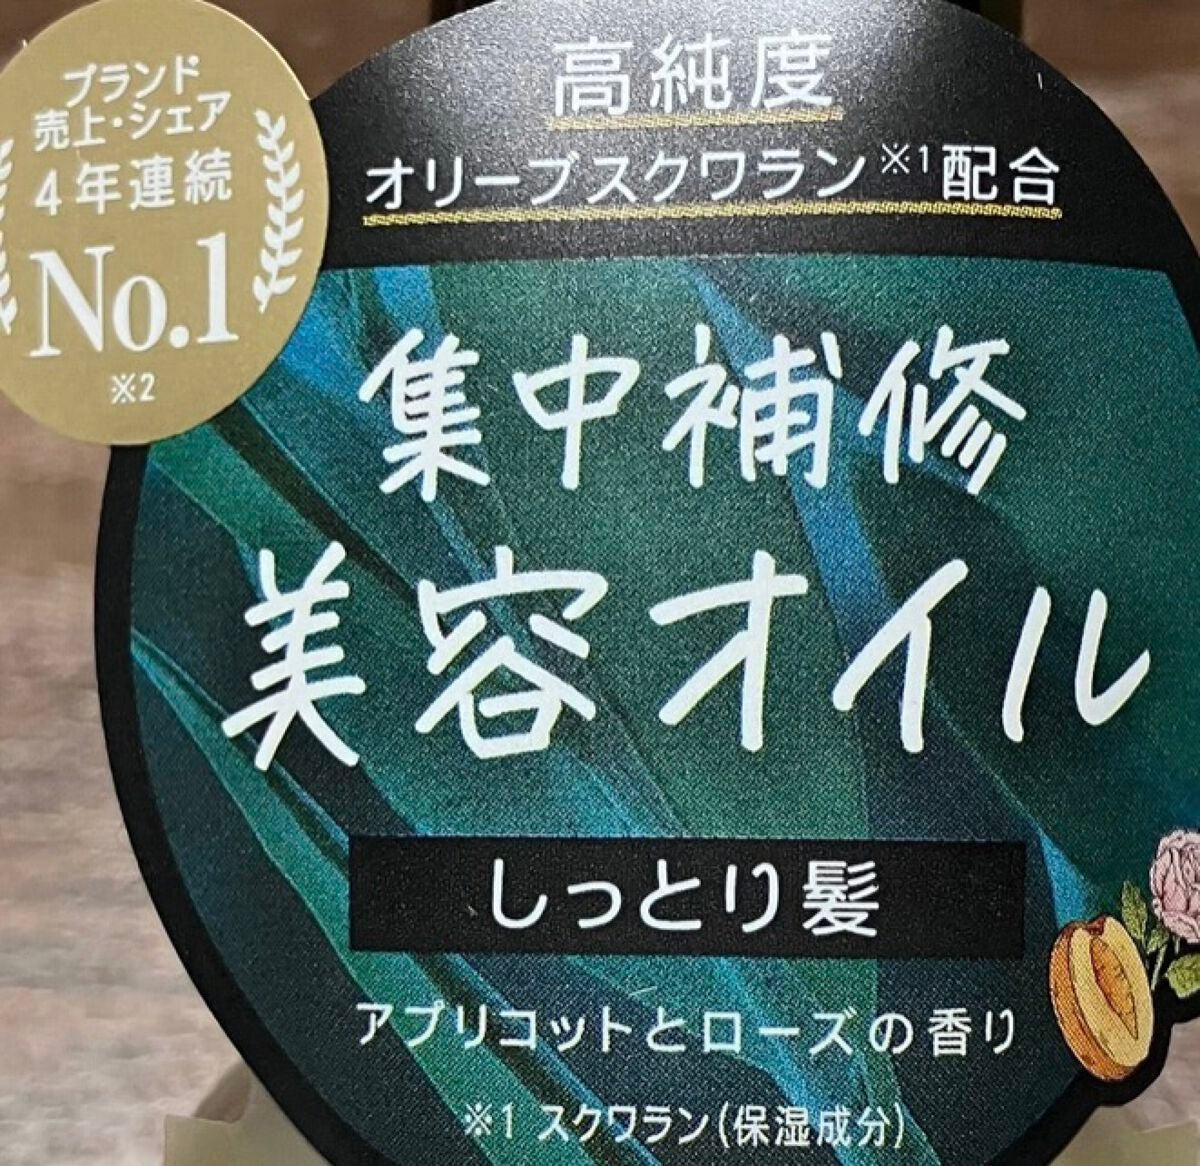 ブランド
売上・シェア
4年連続
No.1
※2
高純度
オリーブスクワラン※1配合
集中補修
美容オイル
しっとり髪
アプリコットとローズの香り
※1 スクワラン(保湿成分)